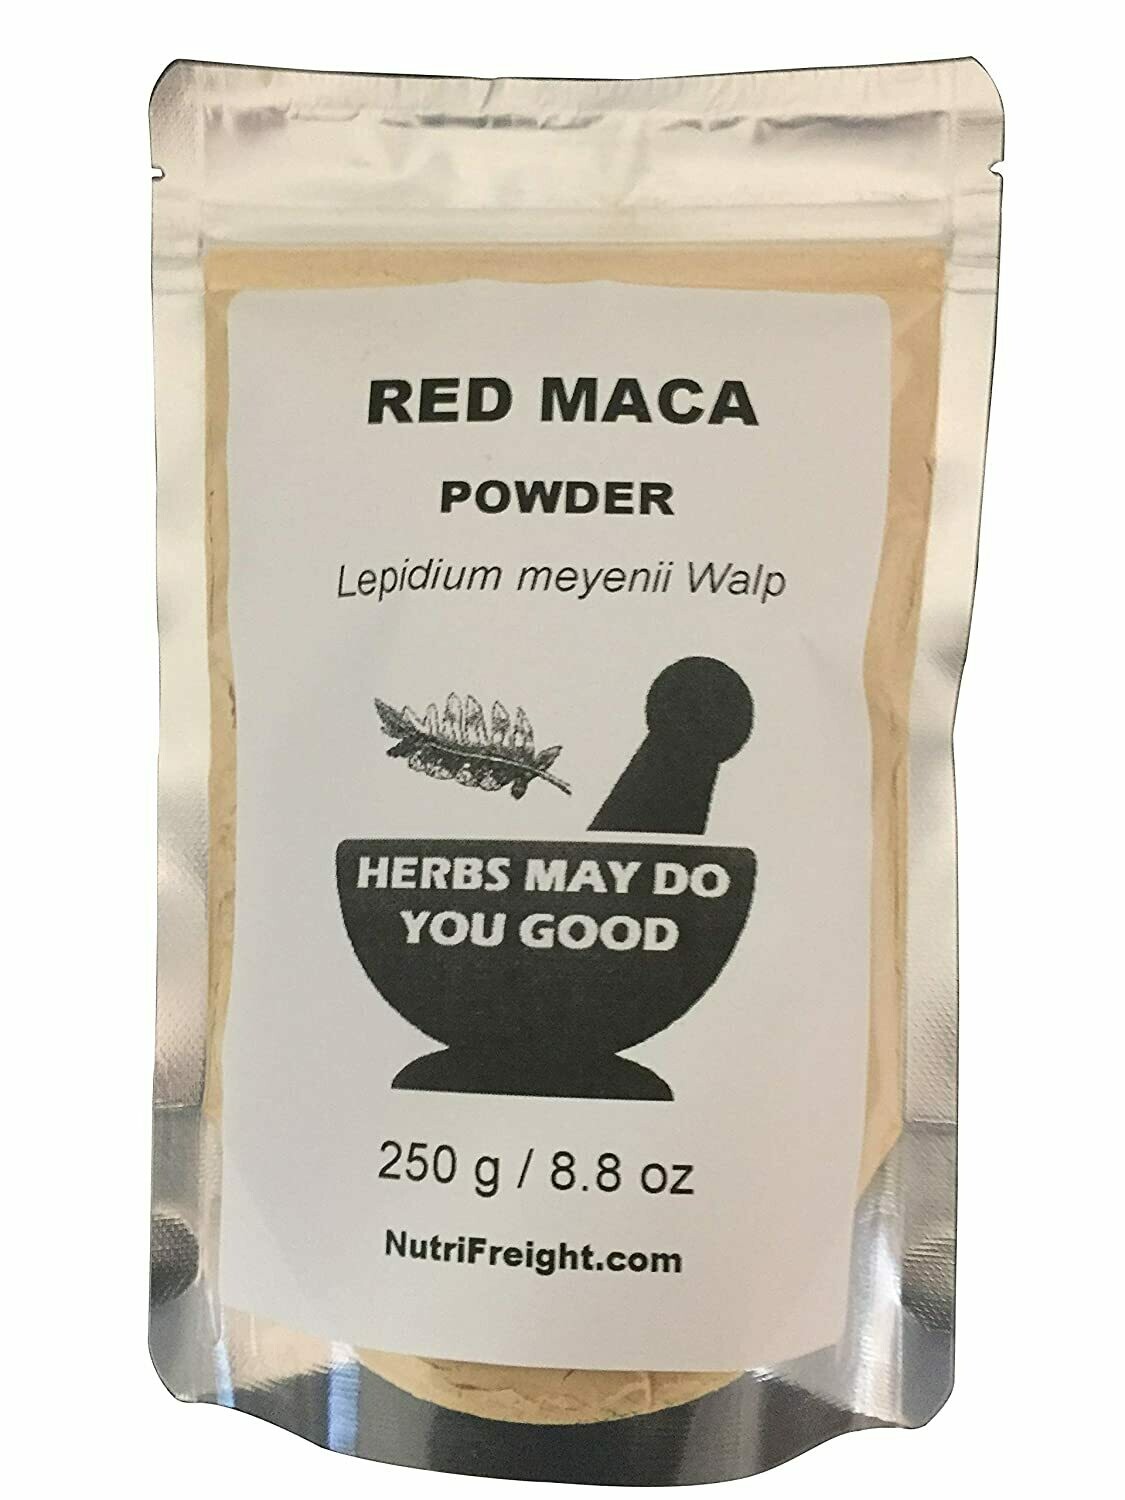 RED MACA
POWDER
Lepidium meyenii Walp
HERBS MAY DO
YOU GOOD
250 g / 8.8 oz
NutriFreight.com